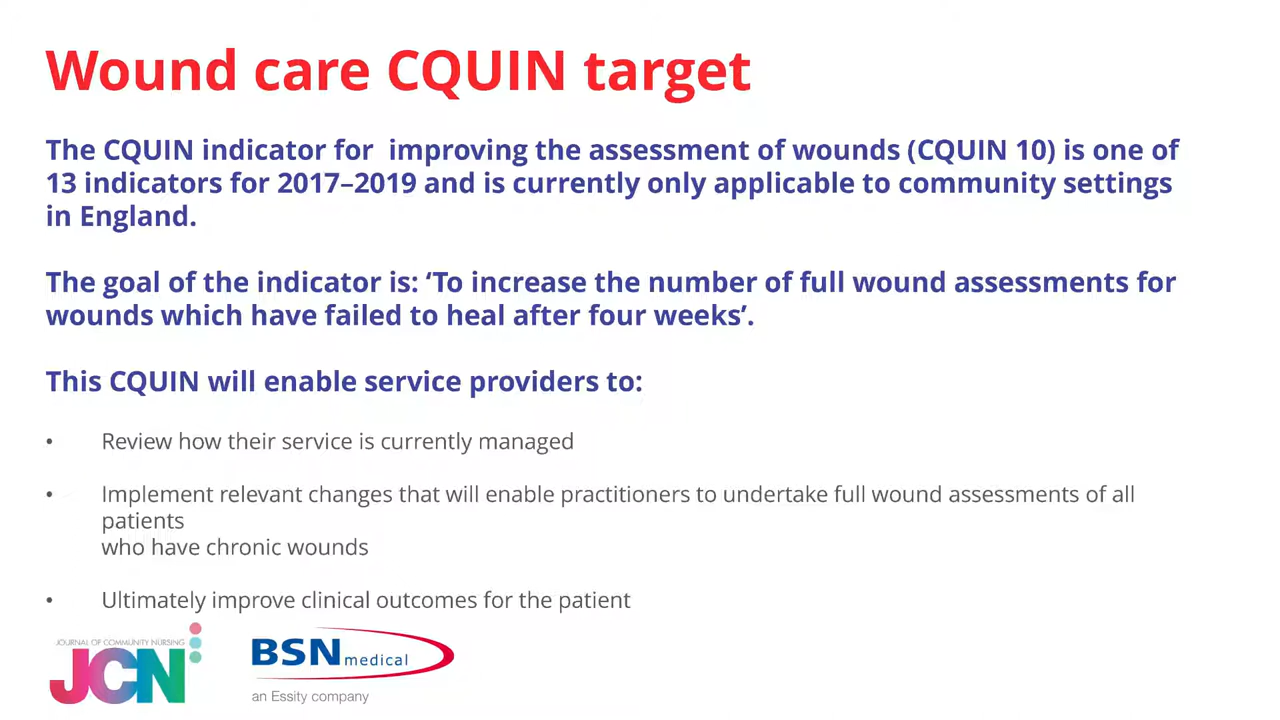 Wound care CQUIN target
The CQUIN indicator for  improving the assessment of wounds (CQUIN 10) is one of
13 indicators for 2017–2019 and is currently only applicable to community settings
in England.
The goal of the indicator is: ‘To increase the number of full wound assessments for
wounds which have failed to heal after four weeks’.
This CQUIN will enable service providers to:
• Review how their service is currently managed
• Implement relevant changes that will enable practitioners to undertake full wound assessments of all
patients
who have chronic wounds
• Ultimately improve clinical outcomes for the patient
JOURNAL OF COMMUNITY NURSING
JCN
BSN medical
an Essity company